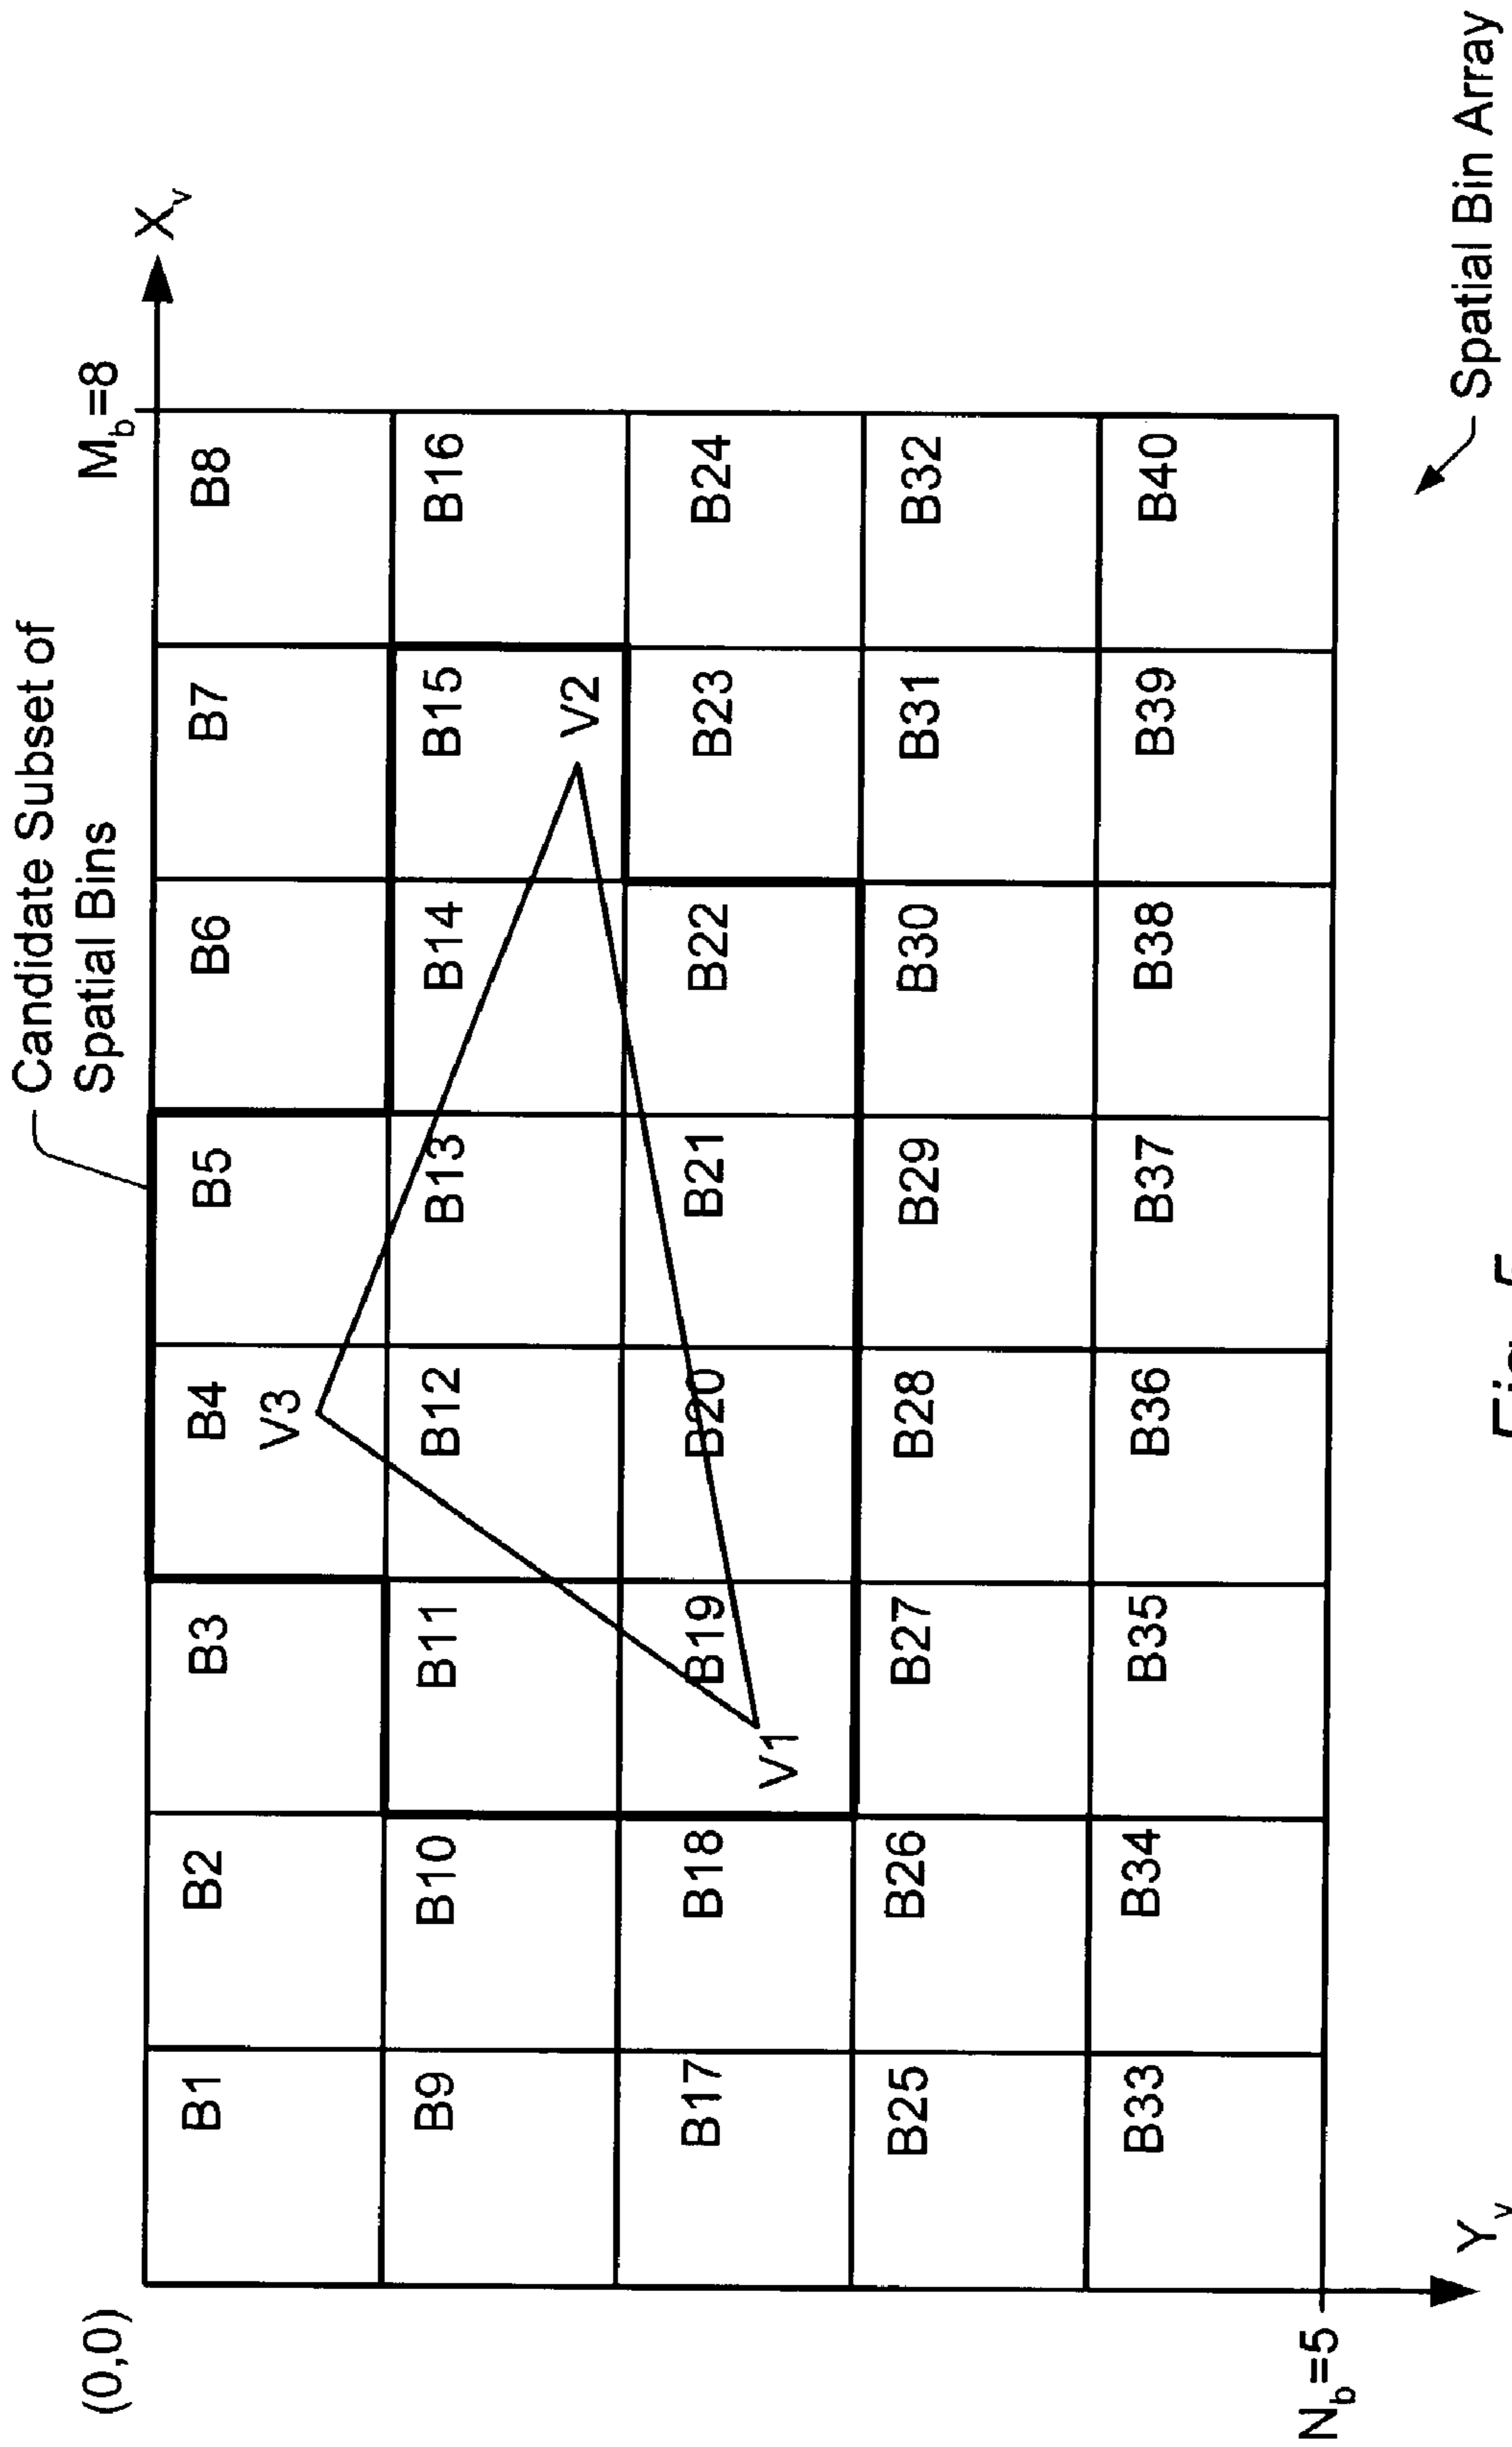 Candidate Subset of
Spatial Bins
(0,0)
M_b=8
X_v
B1 B2 B3 B4 B5 B6 B7 B8
V3
B9 B10 B11 B12 B13 B14 B15 B16
V2
B17 B18 B19 B20 B21 B22 B23 B24
V1
B25 B26 B27 B28 B29 B30 B31 B32
B33 B34 B35 B36 B37 B38 B39 B40
N_b=5
Y_v
Spatial Bin Array